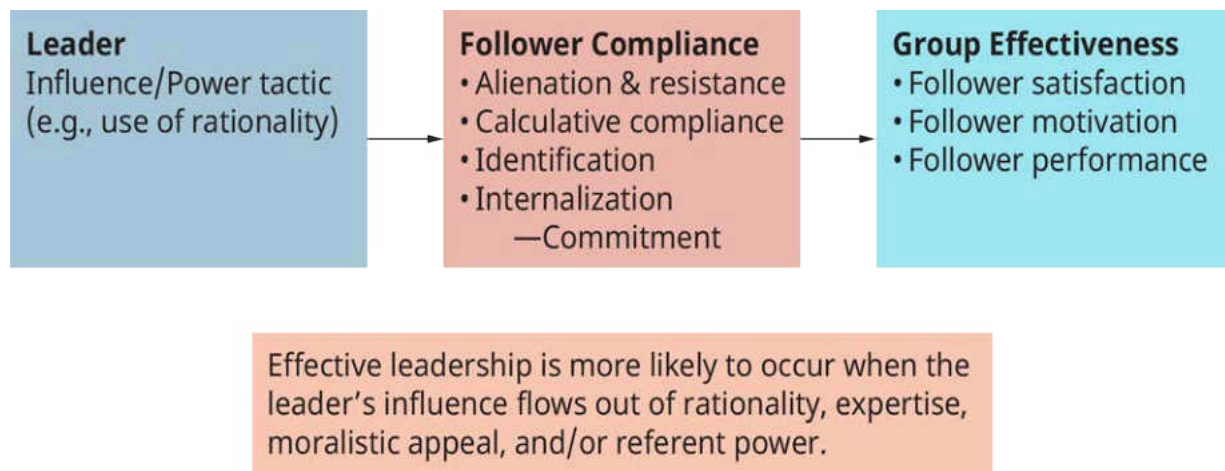 Leader
Influence/Power tactic
(e.g., use of rationality)
Follower Compliance
• Alienation & resistance
• Calculative compliance
• Identification
• Internalization
—Commitment
Group Effectiveness
• Follower satisfaction
• Follower motivation
• Follower performance
Effective leadership is more likely to occur when the
leader’s influence flows out of rationality, expertise,
moralistic appeal, and/or referent power.